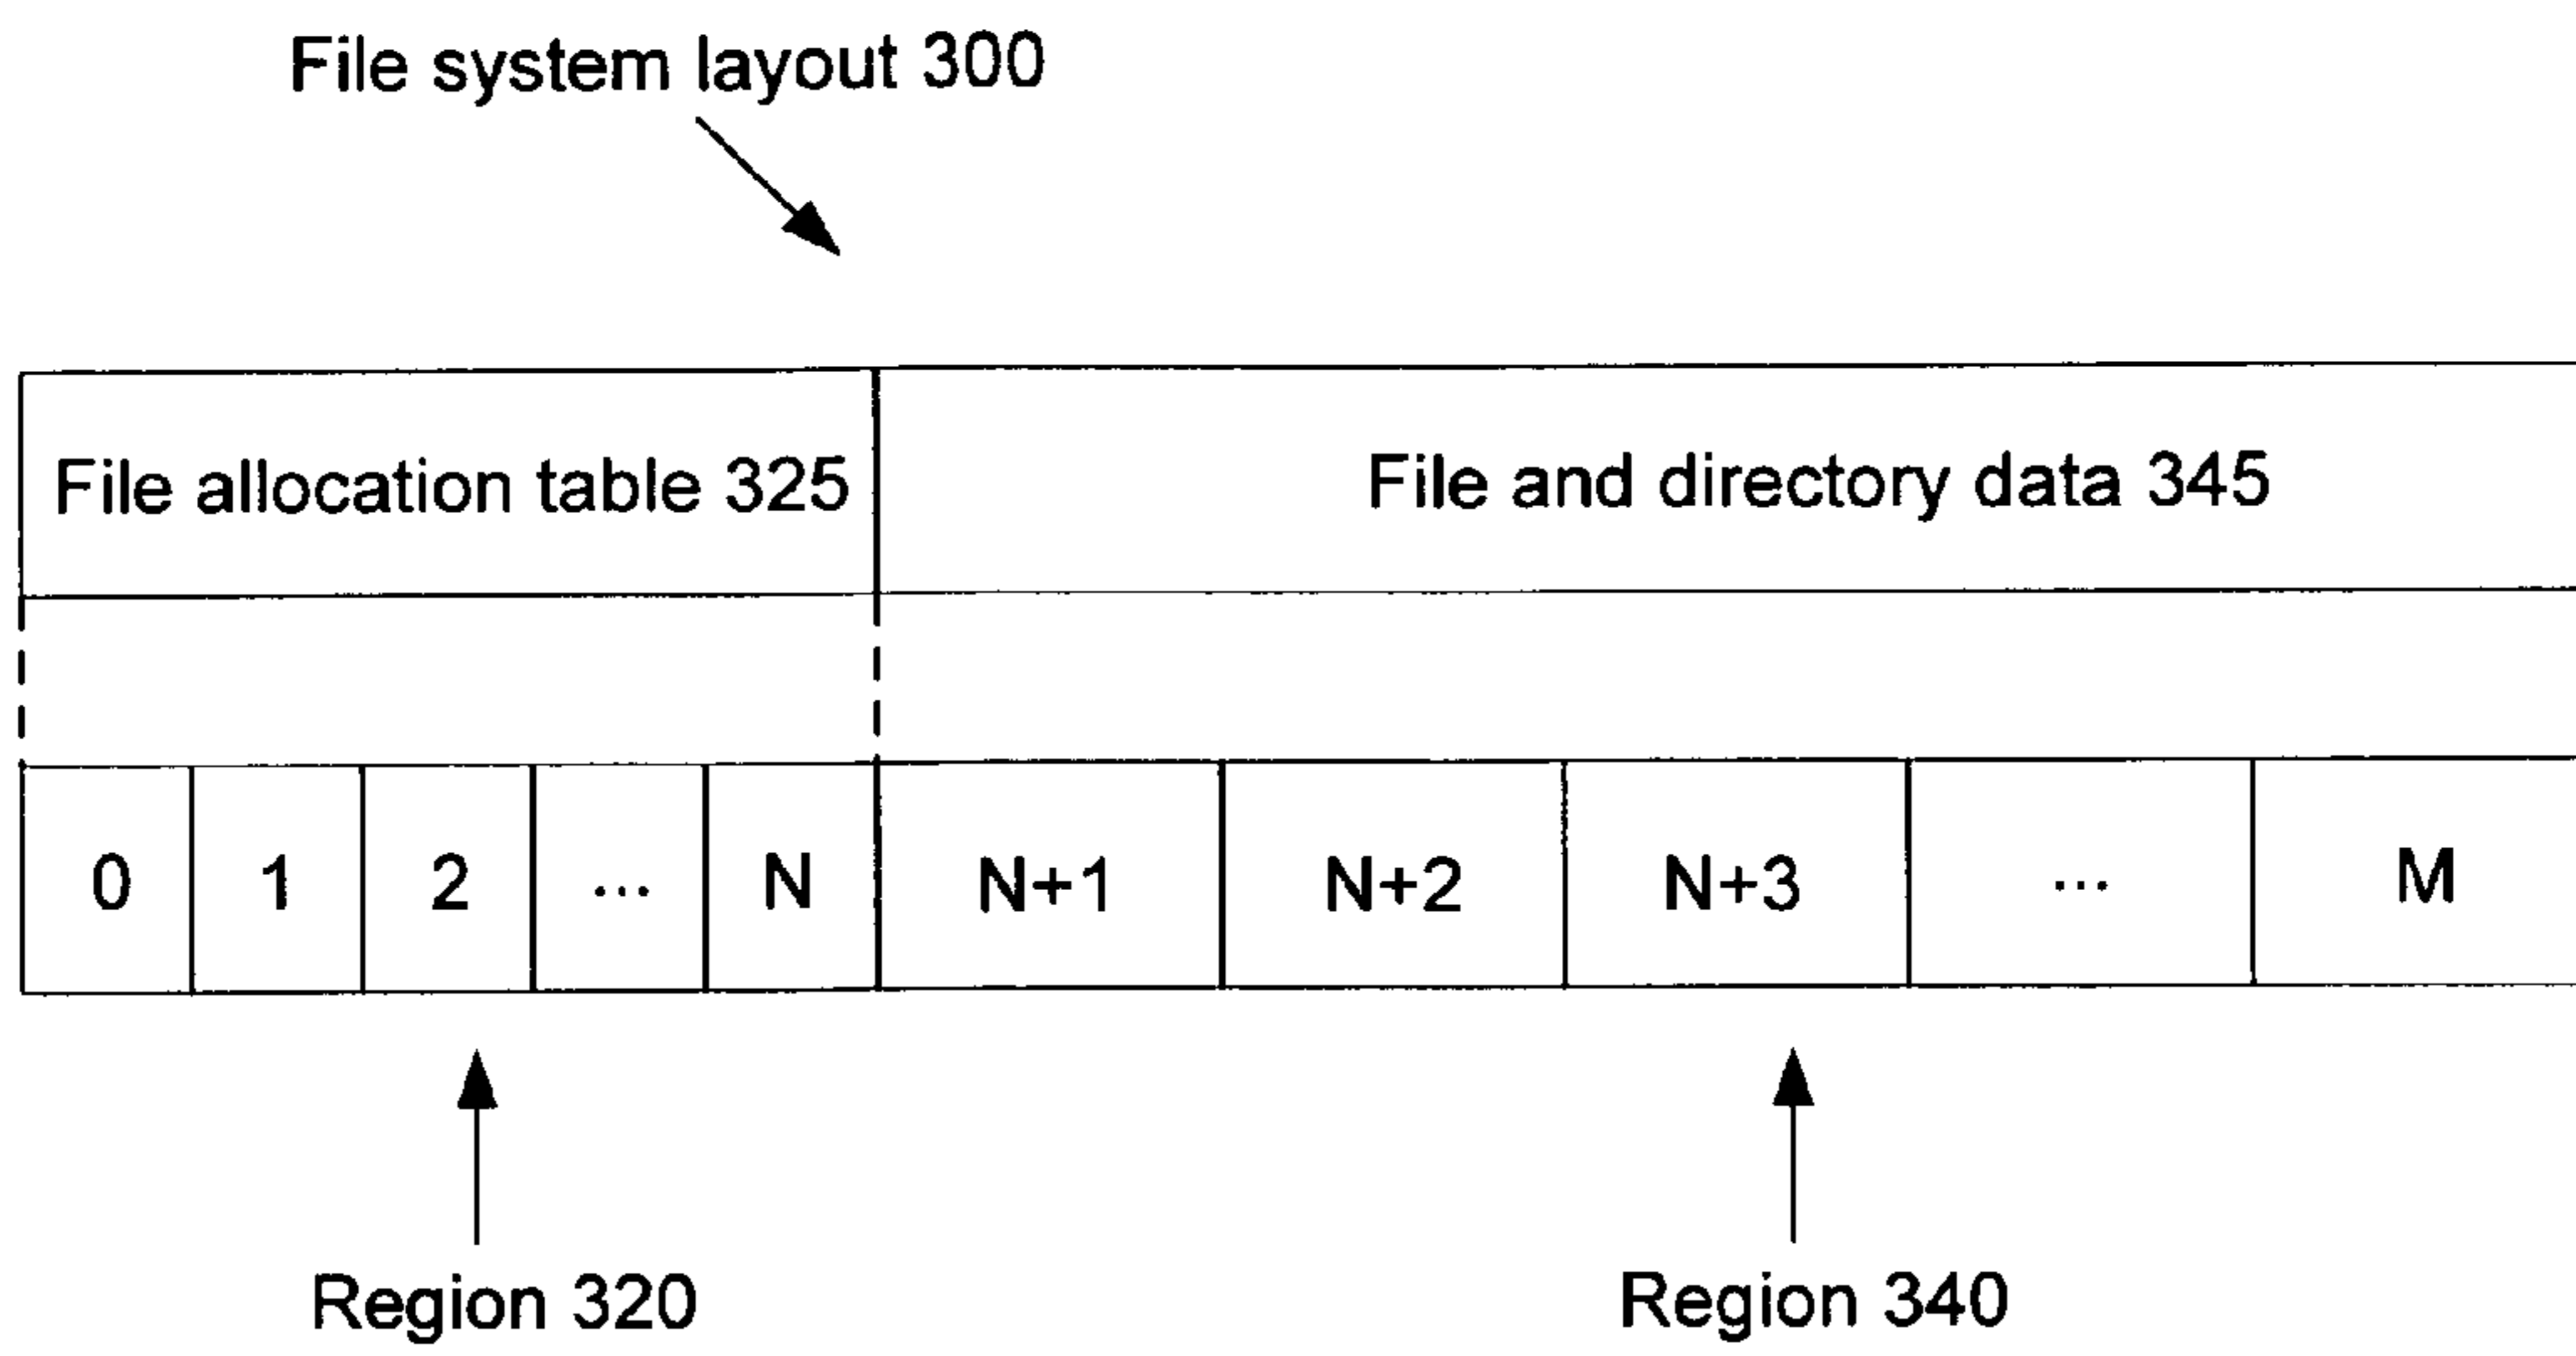 File system layout 300
File allocation table 325 File and directory data 345
0 1 2 ... N N+1 N+2 N+3 ... M
Region 320 Region 340